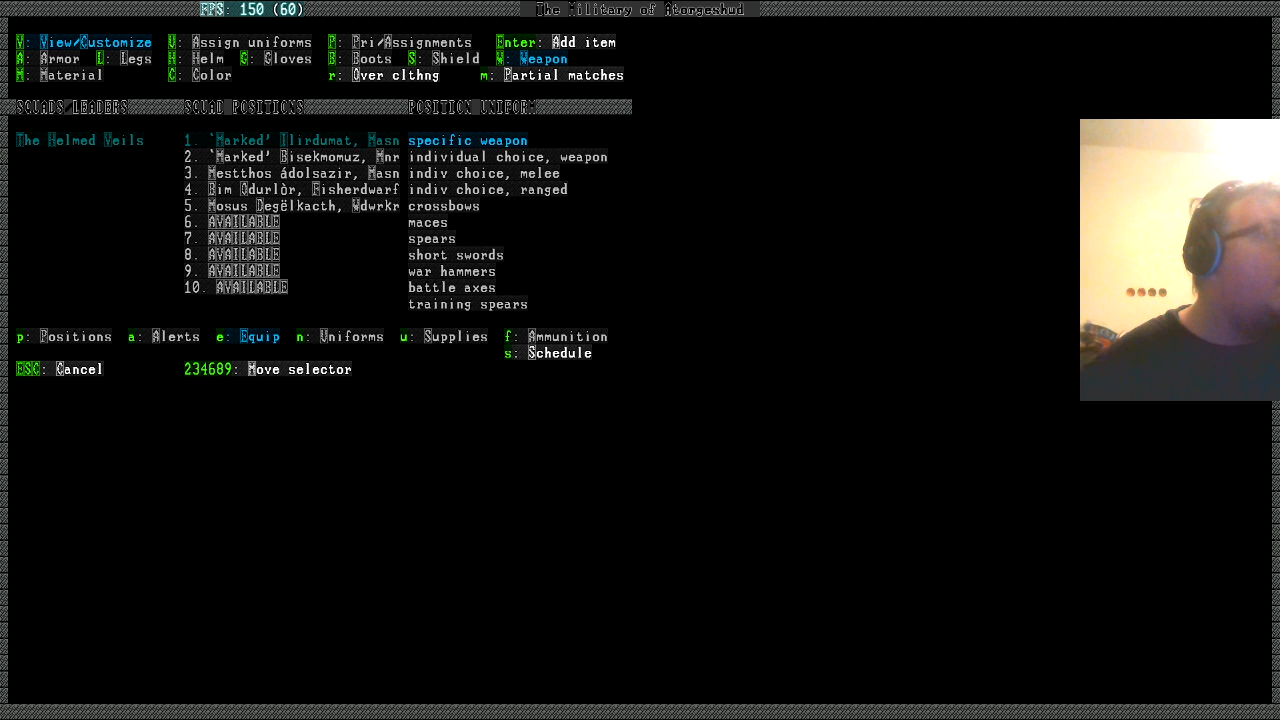 FPS: 150 (60) The Military of Atorgeshud
V: View/Customize U: Assign uniforms P: Pri/Assignments Enter: Add item
A: Armor L: Legs H: Helm G: Gloves B: Boots S: Shield W: Weapon
M: Material C: Color r: Over clthng m: Partial matches
SQUADS/LEADERS SQUAD POSITIONS POSITION UNIFORM
The Helmed Veils 1. `Marked' Ilirdumat, Masn specific weapon
2. `Marked' Bisekmomuz, Mnr individual choice, weapon
3. Mestthos ádolsazir, Masn indiv choice, melee
4. Bim Odurlòr, Fisherdwarf indiv choice, ranged
5. Mosus Degëlkacth, Wdwrkr crossbows
6. AVAILABLE maces
7. AVAILABLE spears
8. AVAILABLE short swords
9. AVAILABLE war hammers
10. AVAILABLE battle axes
training spears
p: Positions a: Alerts e: Equip n: Uniforms u: Supplies f: Ammunition
s: Schedule
ESC: Cancel 234689: Move selector